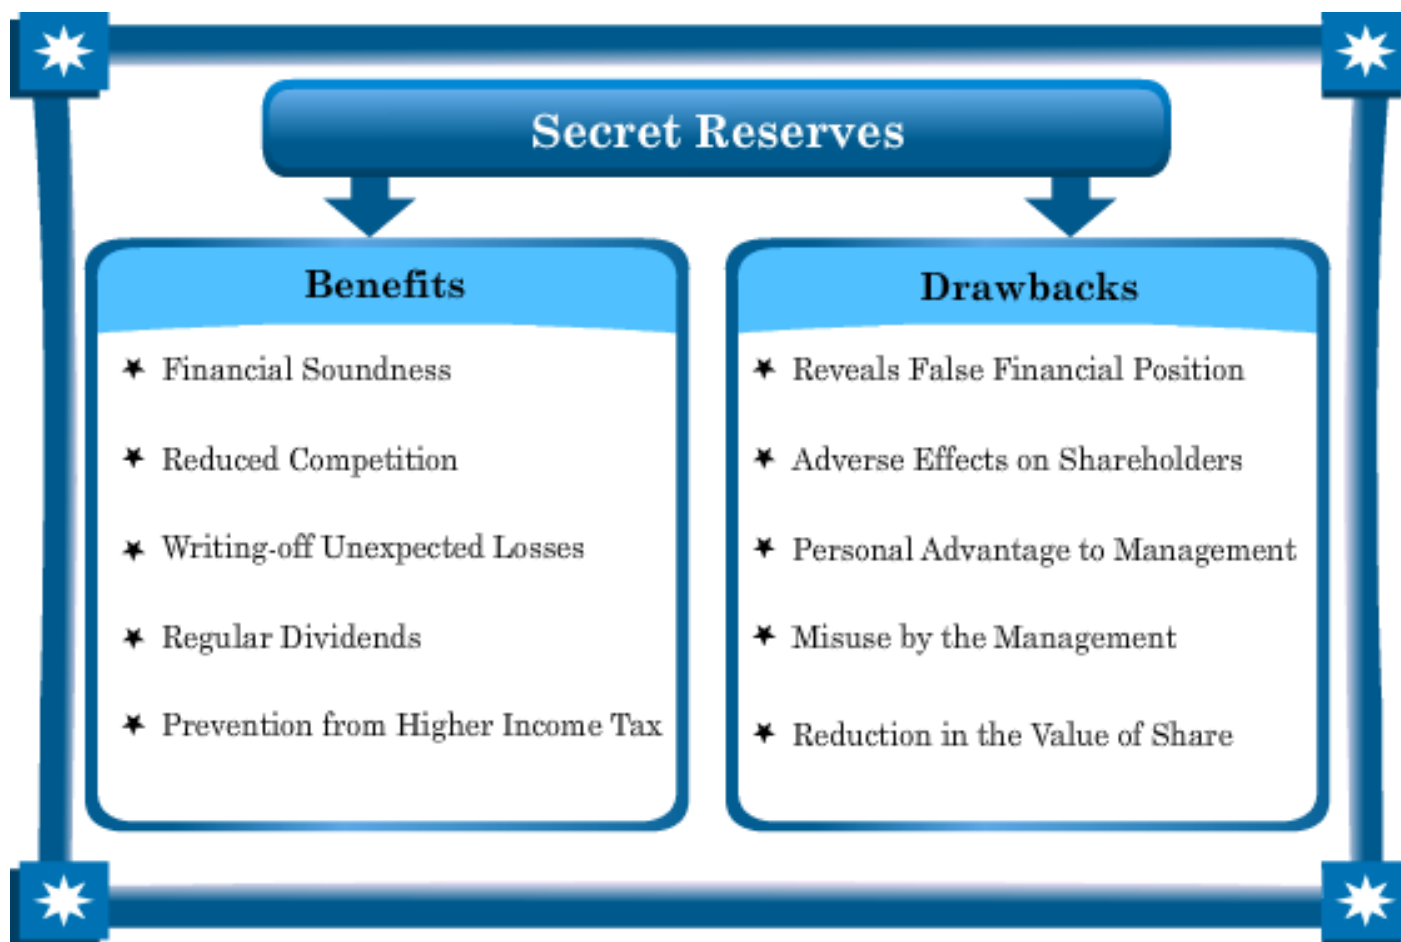 Secret Reserves
Benefits
Financial Soundness
Reduced Competition
Writing-off Unexpected Losses
Regular Dividends
Prevention from Higher Income Tax
Drawbacks
Reveals False Financial Position
Adverse Effects on Shareholders
Personal Advantage to Management
Misuse by the Management
Reduction in the Value of Share